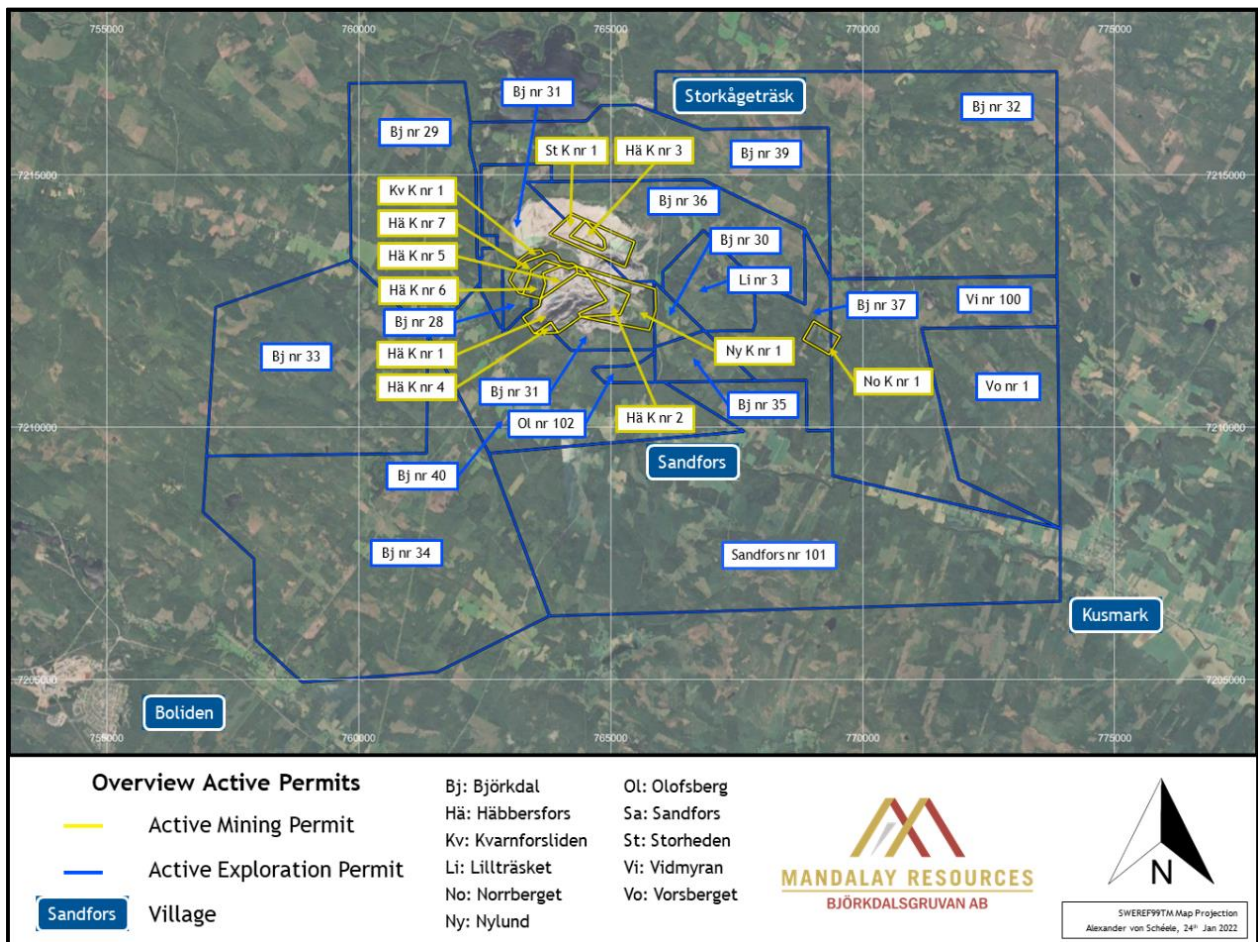 755000 760000 765000 770000 775000
Bj nr 31
Storkågeträsk
Bj nr 32
Bj nr 29
St K nr 1
Hä K nr 3
Bj nr 39
7215000
7215000
Kv K nr 1
Bj nr 36
Hä K nr 7
Bj nr 30
Hä K nr 5
Li nr 3
Hä K nr 6
Vi nr 100
Bj nr 37
Bj nr 28
Hä K nr 1
Ny K nr 1
Bj nr 33
No K nr 1
Hä K nr 4
Vo nr 1
Bj nr 31
Bj nr 35
Ol nr 102
Hä K nr 2
7210000
7210000
Sandfors
Bj nr 40
Bj nr 34
Sandfors nr 101
Kusmark
7205000
7205000
Boliden
755000 760000 765000 770000 775000
Overview Active Permits
Active Mining Permit
Active Exploration Permit
Sandfors Village
Bj: Björkdal
Hä: Häbbersfors
Kv: Kvarnforsliden
Li: Lillträsket
No: Norrberget
Ny: Nylund
Ol: Olofsberg
Sa: Sandfors
St: Storheden
Vi: Vidmyran
Vo: Vorsberget
MANDALAY RESOURCES
BJÖRKDALSGRUVAN AB
N
SWEREF99TM Map Projection
Alexander von Schéele, 24th Jan 2022